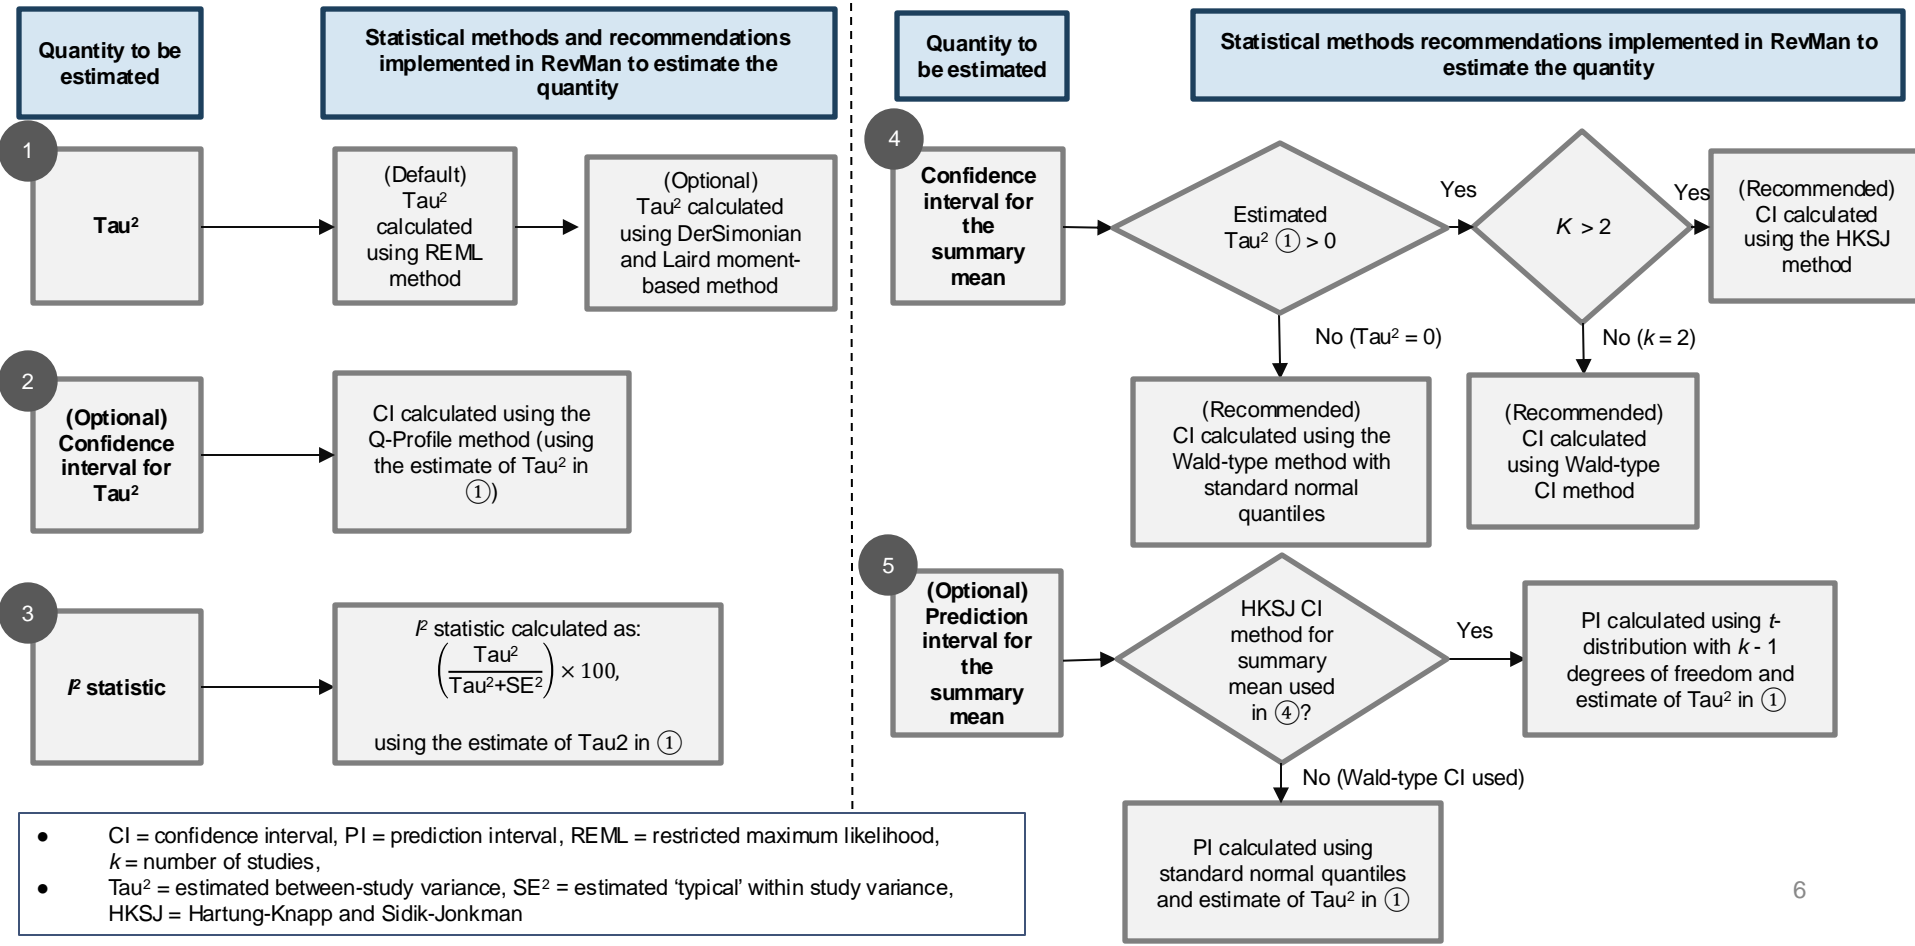 Quantity to be
estimated
Statistical methods and recommendations
implemented in RevMan to estimate the
quantity
1
Tau²
(Default)
Tau²
calculated
using REML
method
(Optional)
Tau² calculated
using DerSimonian
and Laird moment-
based method
2
(Optional)
Confidence
interval for
Tau²
CI calculated using the
Q-Profile method (using
the estimate of Tau² in
①)
3
I² statistic
I² statistic calculated as:
(Tau² / Tau²+SE²) × 100,
using the estimate of Tau2 in ①
Quantity to
be estimated
Statistical methods recommendations implemented in RevMan to
estimate the quantity
4
Confidence
interval for
the
summary
mean
Estimated
Tau² ① > 0
Yes
K > 2
Yes
(Recommended)
CI calculated
using the HKSJ
method
No (Tau² = 0)
No (k = 2)
(Recommended)
CI calculated using the
Wald-type method with
standard normal
quantiles
(Recommended)
CI calculated
using Wald-type
CI method
5
(Optional)
Prediction
interval for
the
summary
mean
HKSJ CI
method for
summary
mean used
in ④?
Yes
PI calculated using t-
distribution with k - 1
degrees of freedom and
estimate of Tau² in ①
No (Wald-type CI used)
PI calculated using
standard normal quantiles
and estimate of Tau² in ①
● CI = confidence interval, PI = prediction interval, REML = restricted maximum likelihood,
k = number of studies,
● Tau² = estimated between-study variance, SE² = estimated ‘typical’ within study variance,
HKSJ = Hartung-Knapp and Sidik-Jonkman
6